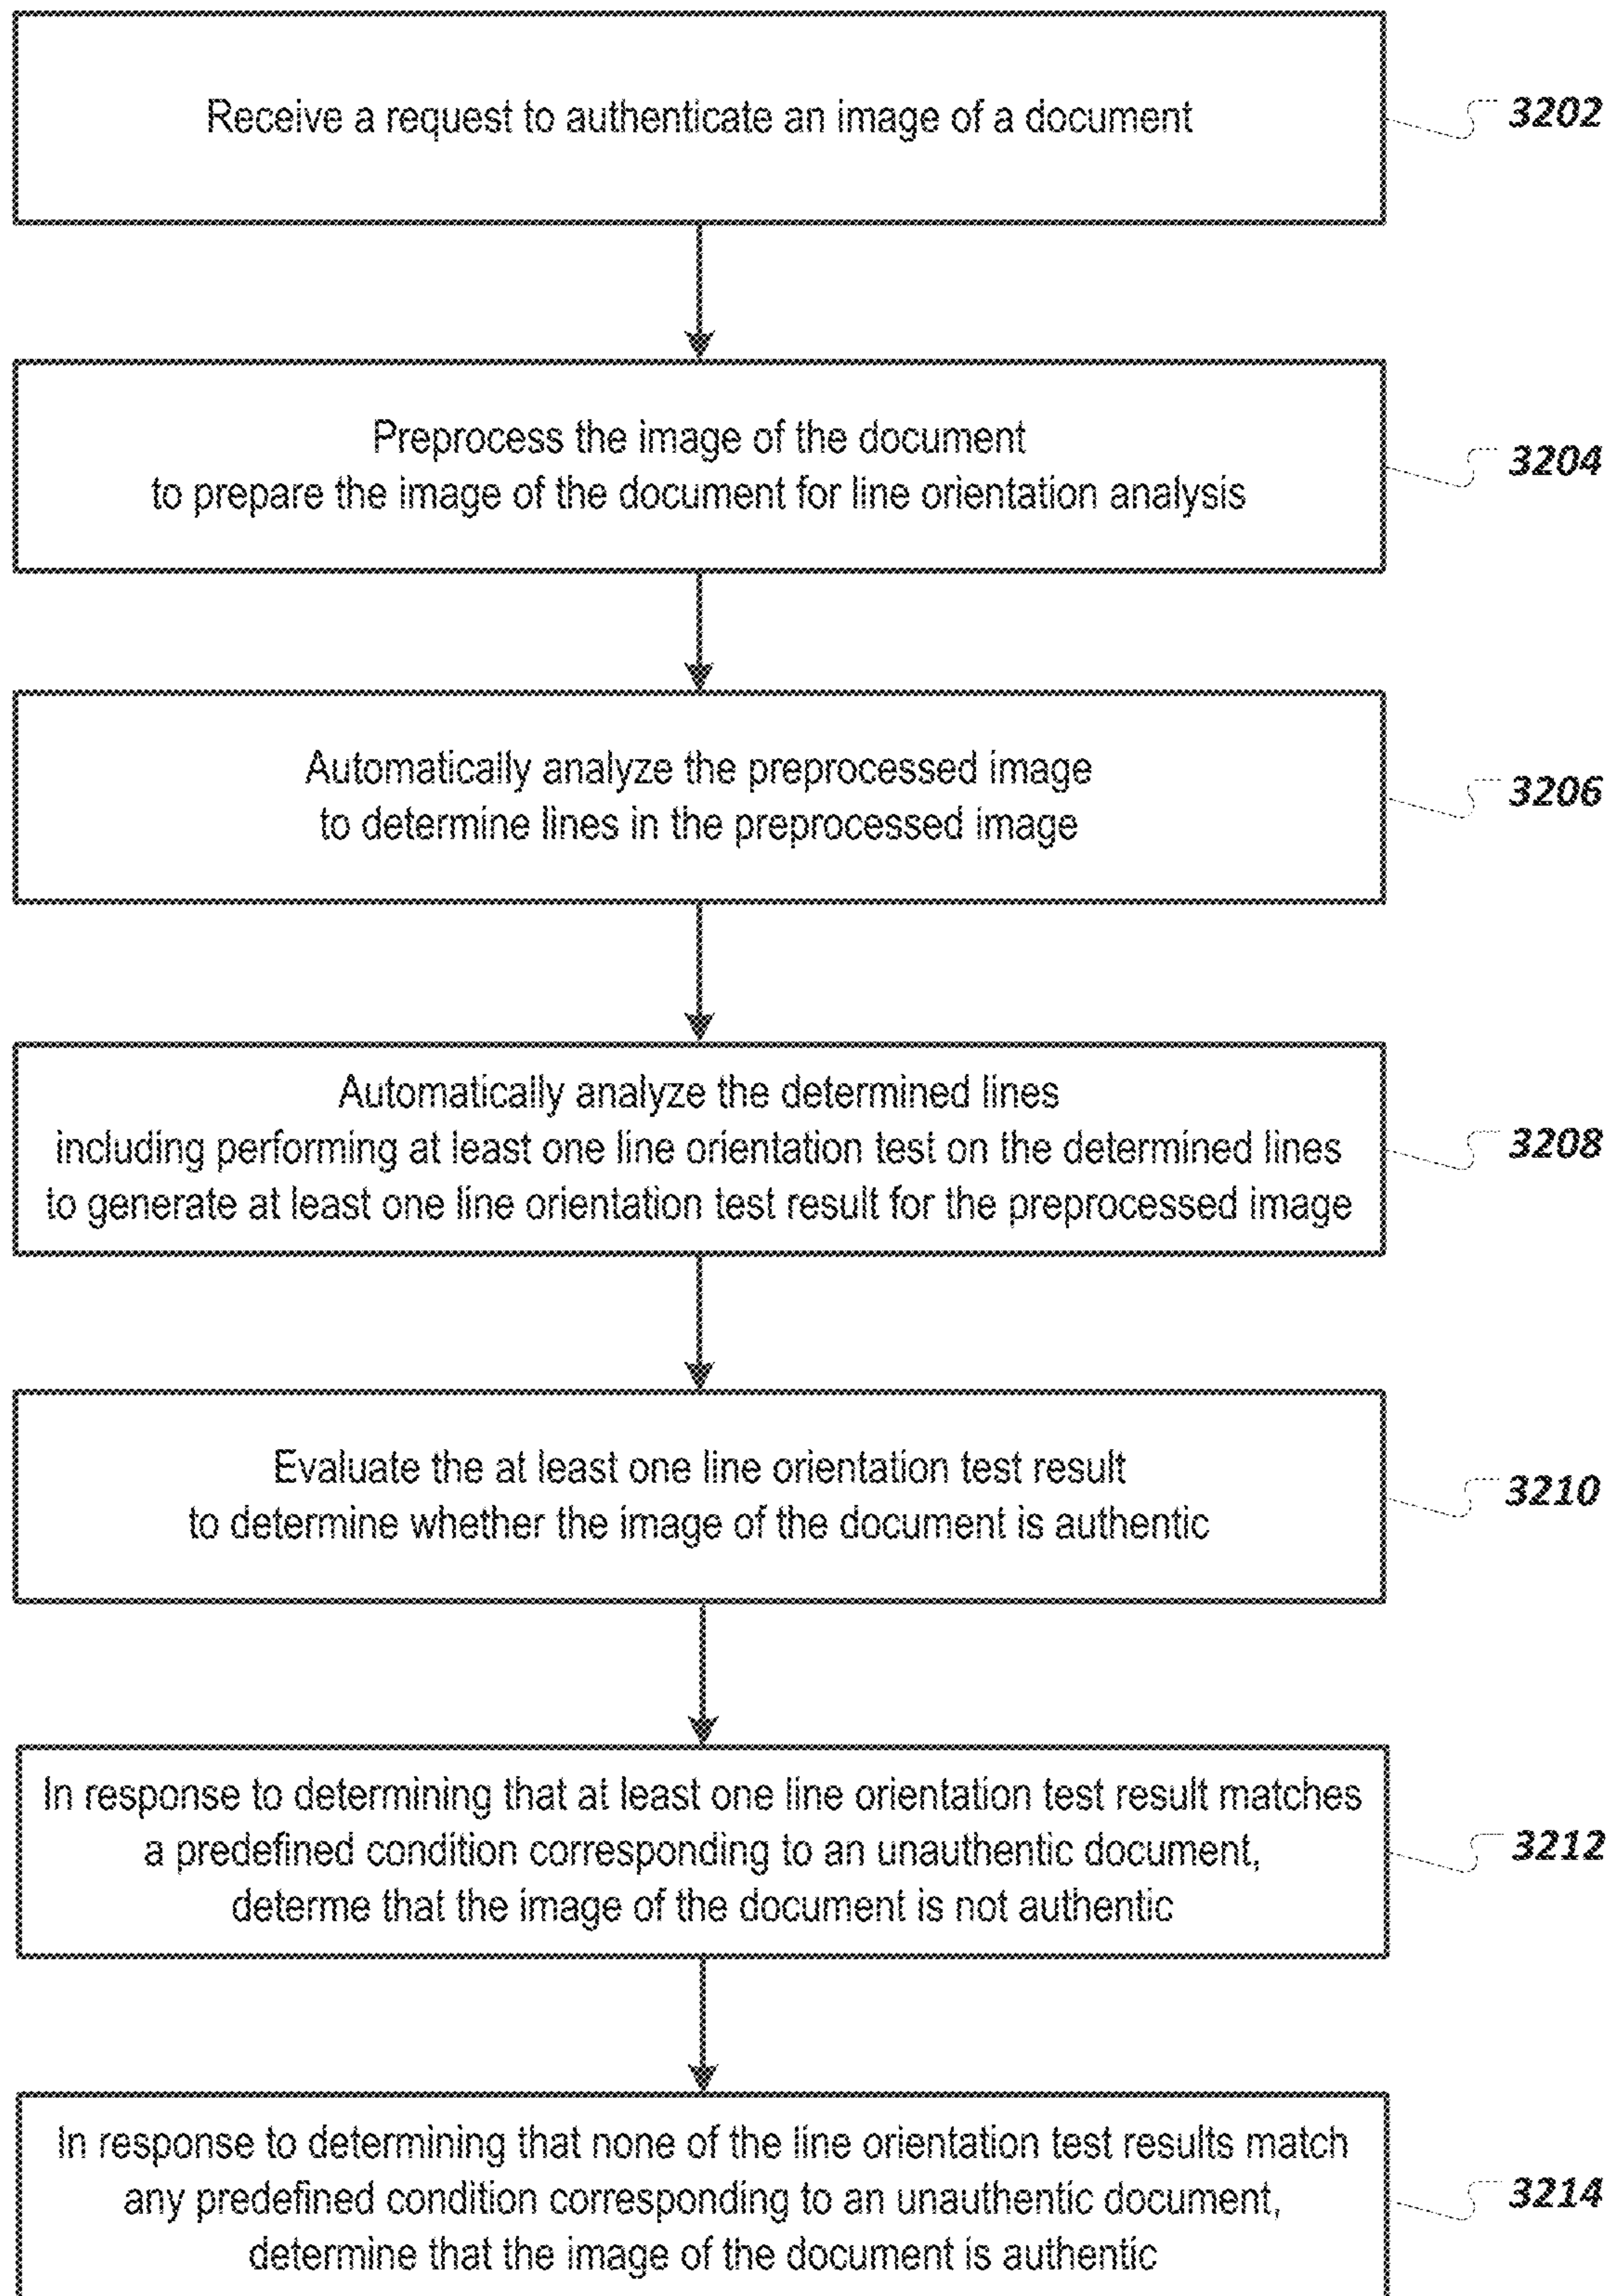 Receive a request to authenticate an image of a document
3202
Preprocess the image of the document
to prepare the image of the document for line orientation analysis
3204
Automatically analyze the preprocessed image
to determine lines in the preprocessed image
3206
Automatically analyze the determined lines
including performing at least one line orientation test on the determined lines
to generate at least one line orientation test result for the preprocessed image
3208
Evaluate the at least one line orientation test result
to determine whether the image of the document is authentic
3210
In response to determining that at least one line orientation test result matches
a predefined condition corresponding to an unauthentic document,
determe that the image of the document is not authentic
3212
In response to determining that none of the line orientation test results match
any predefined condition corresponding to an unauthentic document,
determine that the image of the document is authentic
3214